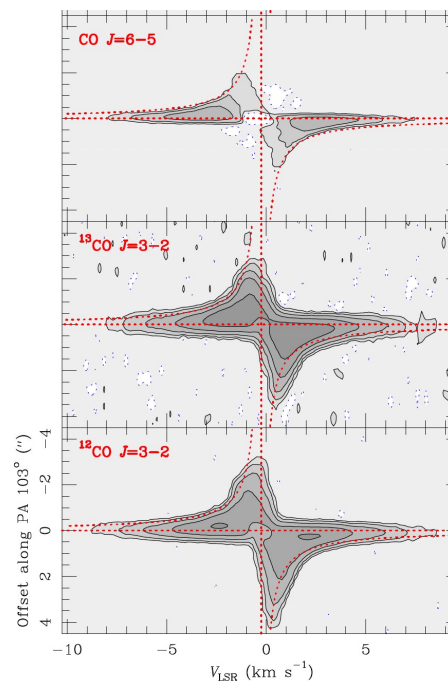 CO J=6−5
¹³CO J=3−2
¹²CO J=3−2
Offset along PA 103° (″)
−4
−2
0
2
4
−10
−5
0
5
V_LSR (km s⁻¹)